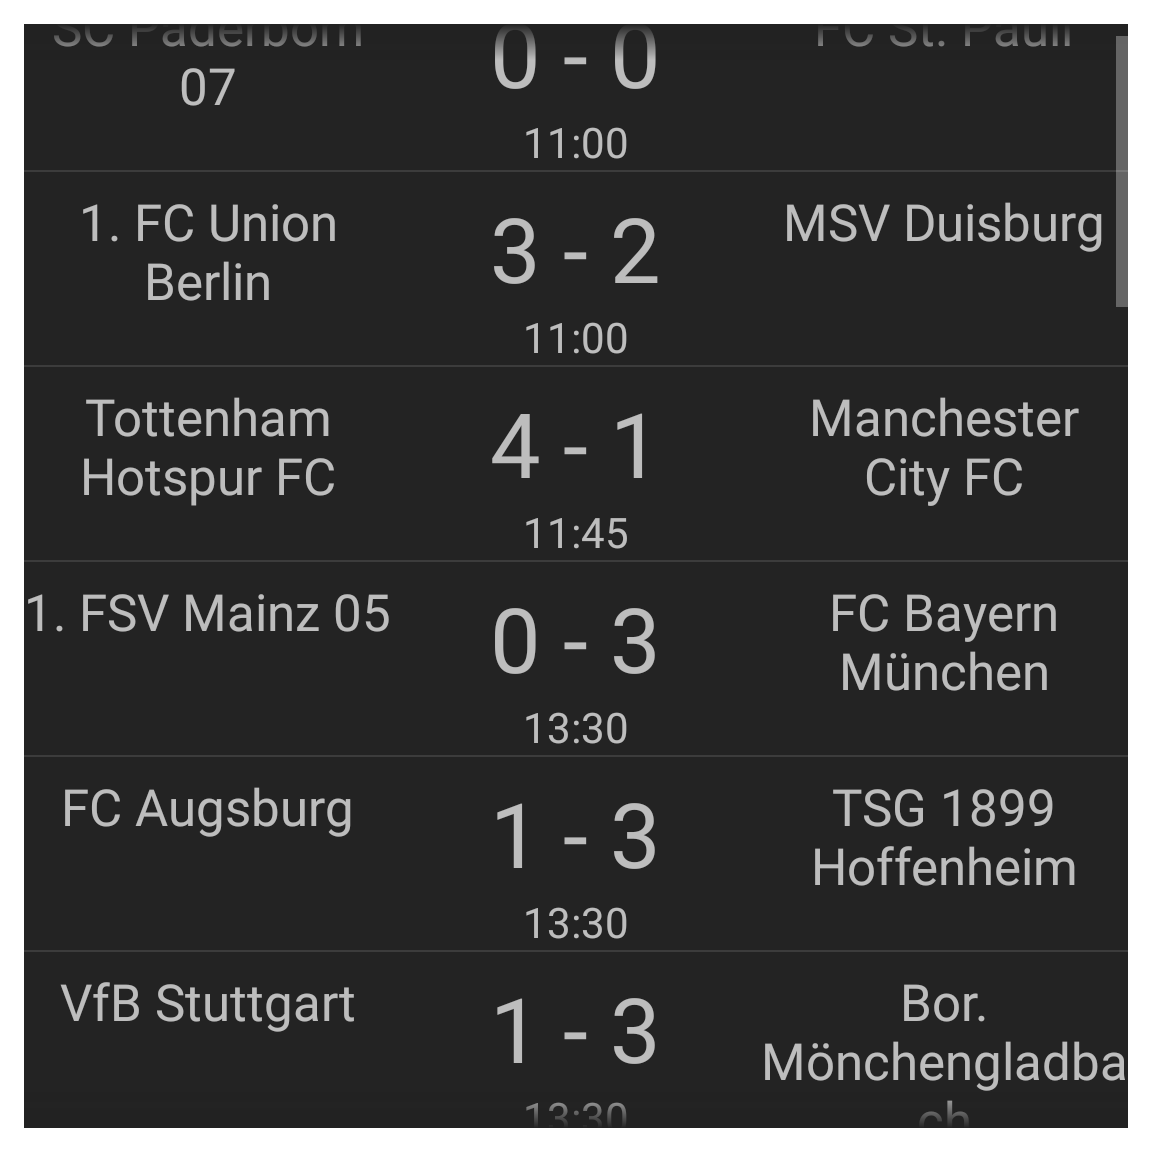 SC Paderborn
07
0 - 0
FC St. Pauli
11:00
1. FC Union
Berlin
3 - 2
MSV Duisburg
11:00
Tottenham
Hotspur FC
4 - 1
Manchester
City FC
11:45
1. FSV Mainz 05
0 - 3
FC Bayern
München
13:30
FC Augsburg
1 - 3
TSG 1899
Hoffenheim
13:30
VfB Stuttgart
1 - 3
Bor.
Mönchengladba
ch
13:30